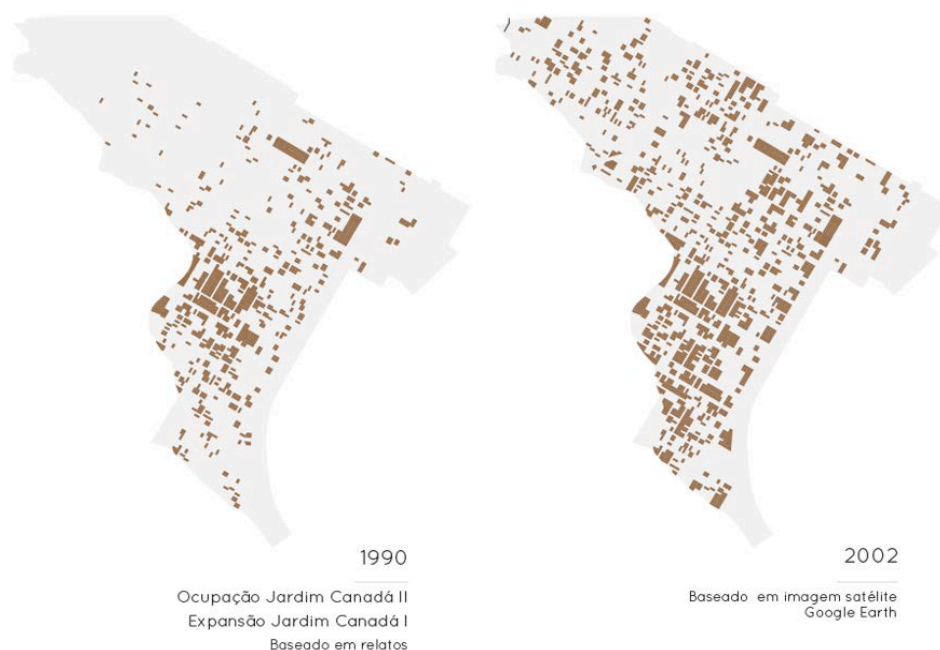 1990
Ocupação Jardim Canadá II
Expansão Jardim Canadá I
Baseado em relatos
2002
Baseado em imagem satélite
Google Earth